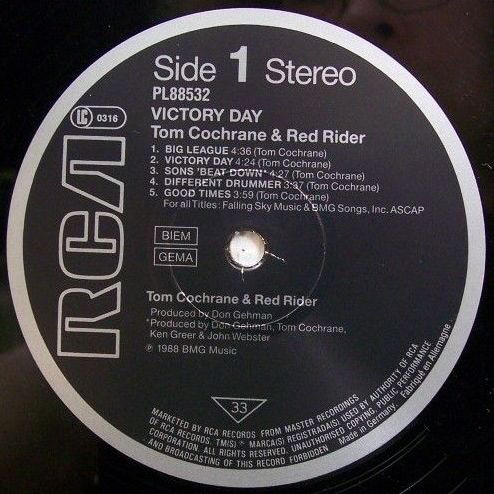 Side 1 Stereo
PL88532
LC 0316
VICTORY DAY
Tom Cochrane & Red Rider
1. BIG LEAGUE 4:36 (Tom Cochrane)
2. VICTORY DAY 4:24 (Tom Cochrane)
3. SONS 'BEAT DOWN* 4:27 (Tom Cochrane)
4. DIFFERENT DRUMMER 3:37 (Tom Cochrane)
5. GOOD TIMES 3:59 (Tom Cochrane)
For all Titles: Falling Sky Music & BMG Songs, Inc. ASCAP
RCA
BIEM
GEMA
Tom Cochrane & Red Rider
Produced by Don Gehman
*Produced by Don Gehman, Tom Cochrane,
Ken Greer & John Webster
℗ 1988 BMG Music
33
MARKETED BY RCA RECORDS FROM MASTER RECORDINGS
OF RCA RECORDS. TM(S) ® MARCA(S) REGISTRADA(S) USED BY AUTHORITY OF RCA
CORPORATION. ALL RIGHTS RESERVED. UNAUTHORISED COPYING, PUBLIC PERFORMANCE
AND BROADCASTING OF THIS RECORD FORBIDDEN Made in Germany. Fabriqué en Allemagne